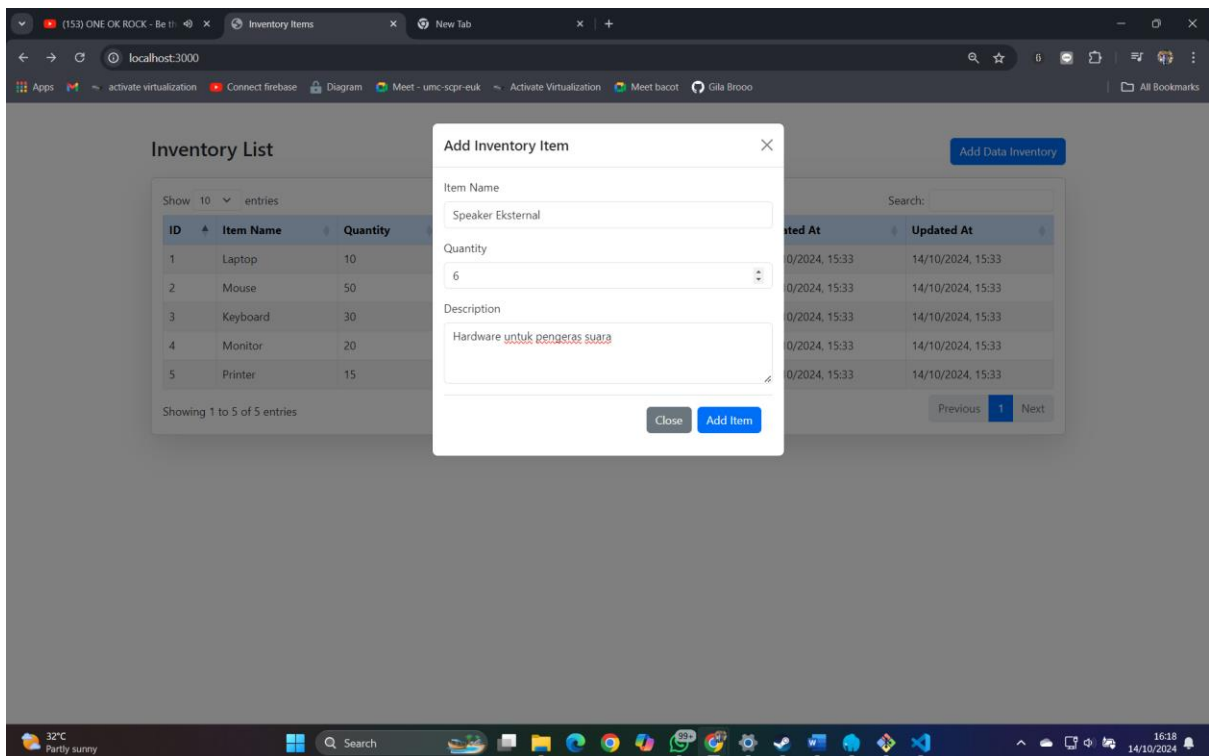 (153) ONE OK ROCK - Be th
Inventory Items
New Tab
localhost:3000
Apps
activate virtualization
Connect firebase
Diagram
Meet - umc-scpr-euk
Activate Virtualization
Meet bacot
Gila Brooo
All Bookmarks
Inventory List
Add Data Inventory
Show 10 entries
Search:
ID Item Name Quantity ated At Updated At
1 Laptop 10 0/2024, 15:33 14/10/2024, 15:33
2 Mouse 50 0/2024, 15:33 14/10/2024, 15:33
3 Keyboard 30 0/2024, 15:33 14/10/2024, 15:33
4 Monitor 20 0/2024, 15:33 14/10/2024, 15:33
5 Printer 15 0/2024, 15:33 14/10/2024, 15:33
Showing 1 to 5 of 5 entries
Previous 1 Next
Add Inventory Item
Item Name
Speaker Eksternal
Quantity
6
Description
Hardware untuk pengeras suara
Close
Add Item
32°C
Partly sunny
Search
99+
16:18
14/10/2024